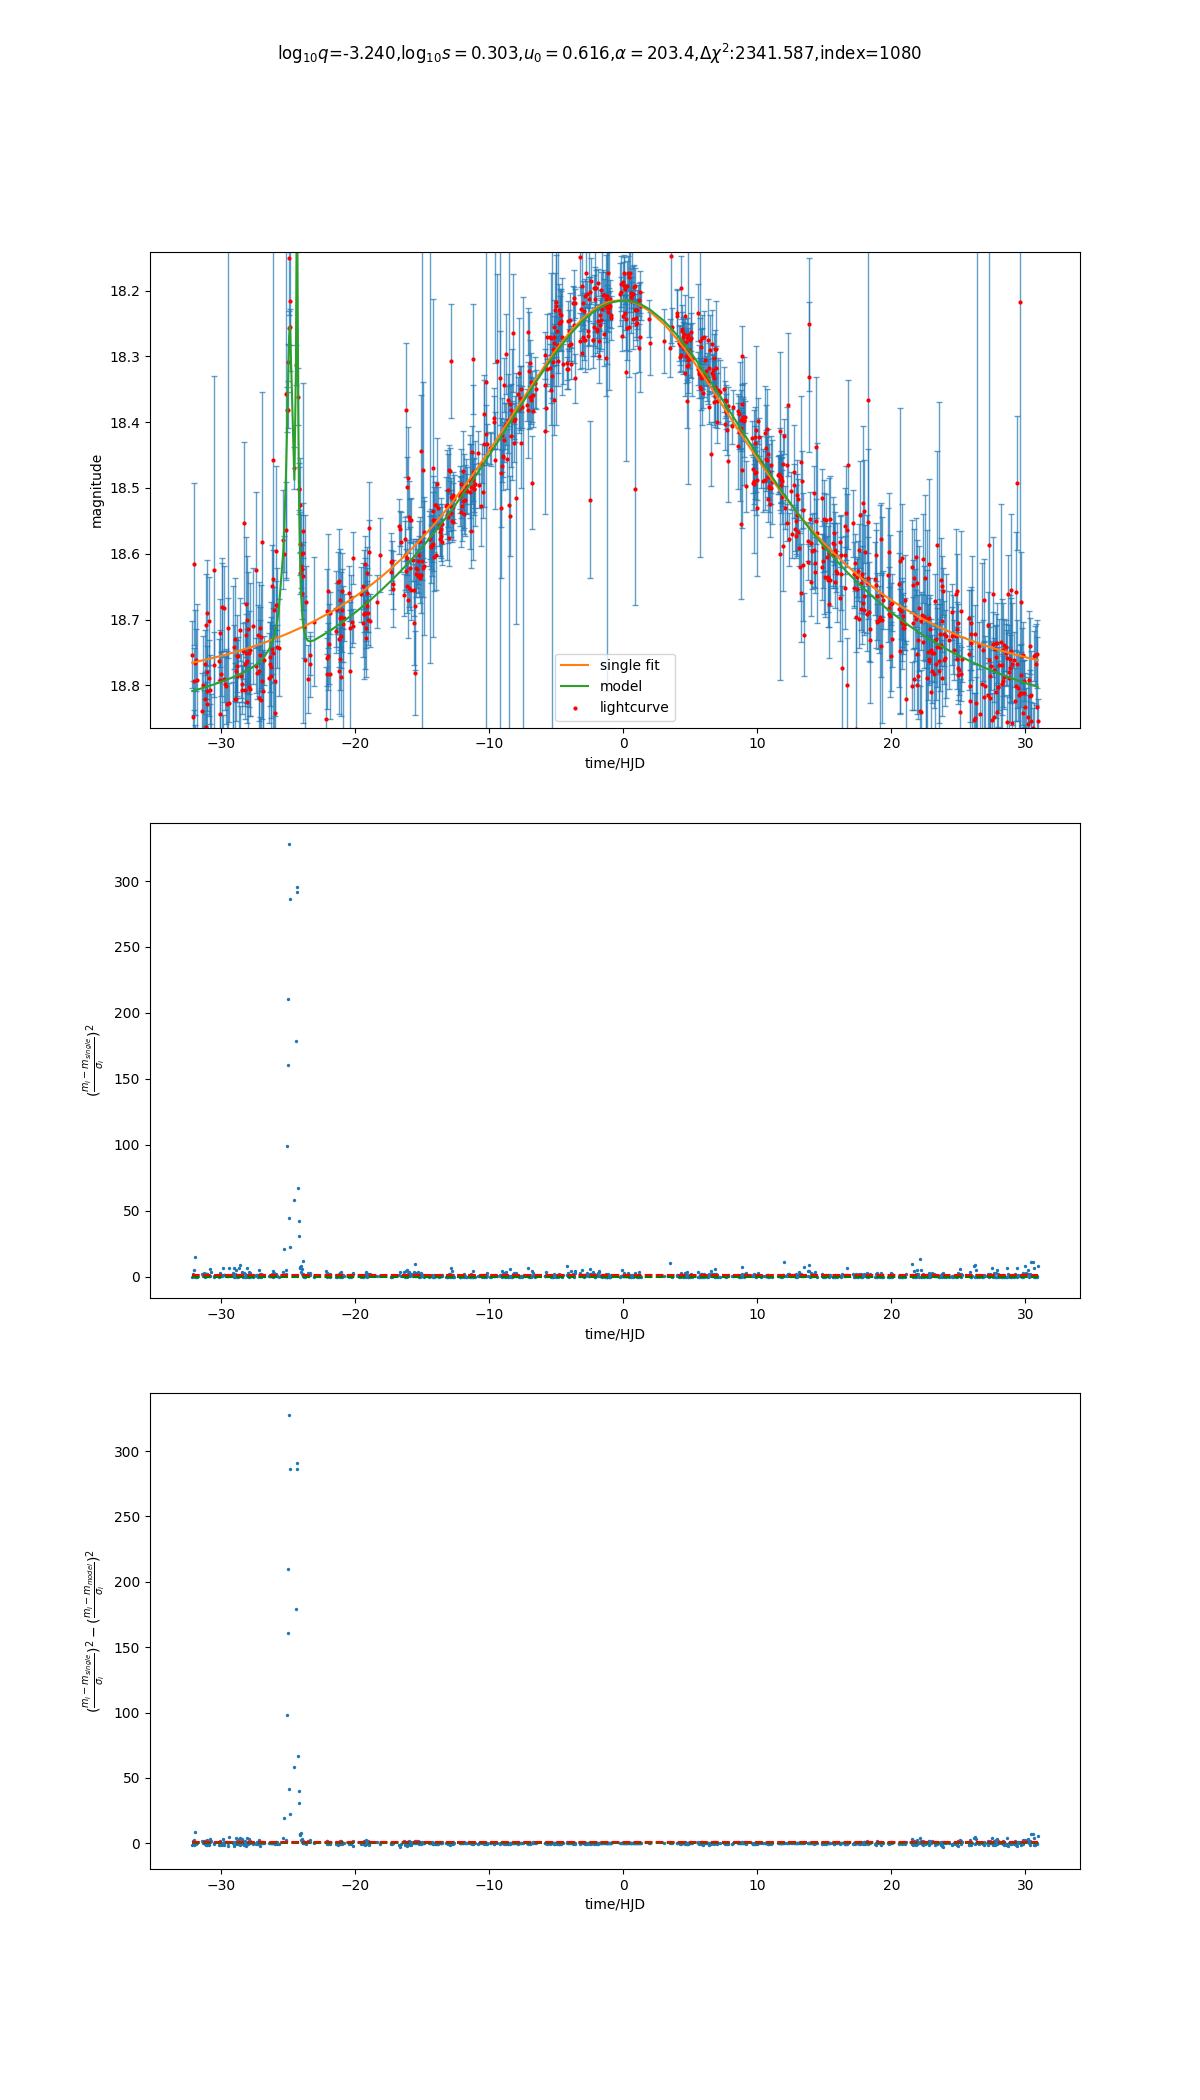 log₁₀q=-3.240,log₁₀s = 0.303,u₀ = 0.616,α = 203.4,Δχ²:2341.587,index=1080
18.2
18.3
18.4
18.5
18.6
18.7
18.8
magnitude
single fit
model
lightcurve
−30 −20 −10 0 10 20 30
time/HJD
300
250
200
150
100
50
0
(mᵢ − m_single / σᵢ)²
−30 −20 −10 0 10 20 30
time/HJD
300
250
200
150
100
50
0
(mᵢ − m_single / σᵢ)² − (mᵢ − m_model / σᵢ)²
−30 −20 −10 0 10 20 30
time/HJD